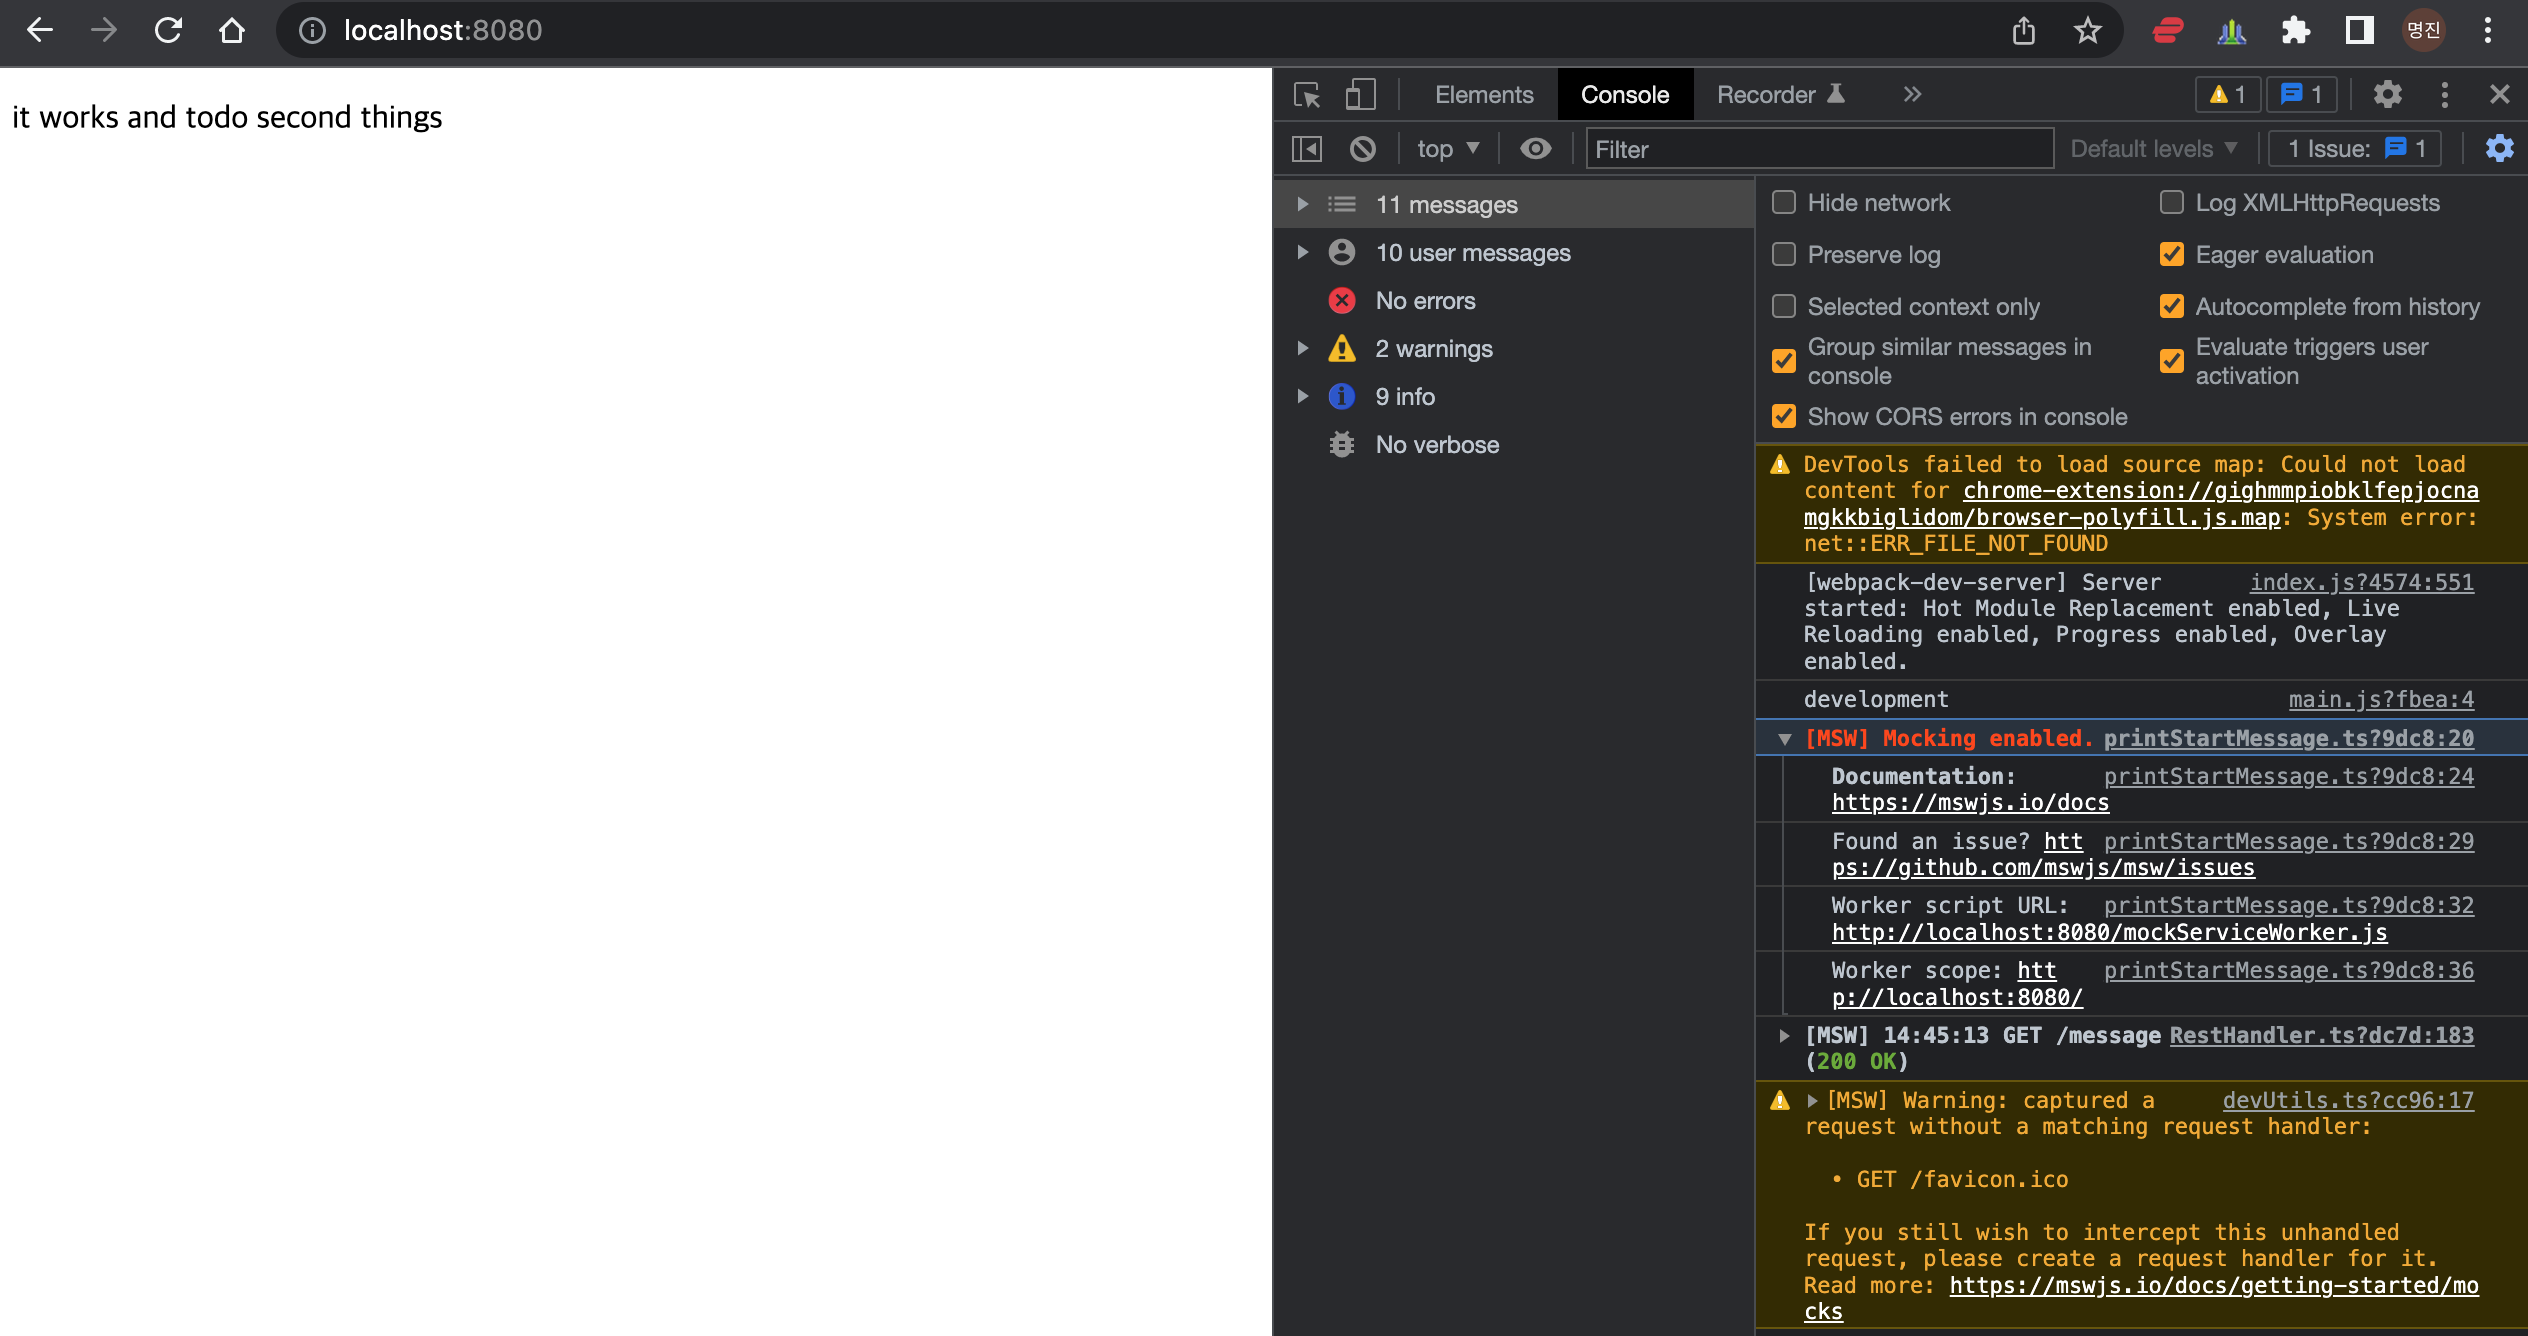 localhost:8080
명진
it works and todo second things
Elements
Console
Recorder
1
1
top
Filter
Default levels
1 Issue:
1
11 messages
10 user messages
No errors
2 warnings
9 info
No verbose
Hide network
Log XMLHttpRequests
Preserve log
Eager evaluation
Selected context only
Autocomplete from history
Group similar messages in
console
Evaluate triggers user
activation
Show CORS errors in console
DevTools failed to load source map: Could not load
content for chrome-extension://gighmmpiobklfepjocna
mgkkbiglidom/browser-polyfill.js.map: System error:
net::ERR_FILE_NOT_FOUND
[webpack-dev-server] Server index.js?4574:551
started: Hot Module Replacement enabled, Live
Reloading enabled, Progress enabled, Overlay
enabled.
development main.js?fbea:4
[MSW] Mocking enabled. printStartMessage.ts?9dc8:20
Documentation: printStartMessage.ts?9dc8:24
https://mswjs.io/docs
Found an issue? htt printStartMessage.ts?9dc8:29
ps://github.com/mswjs/msw/issues
Worker script URL: printStartMessage.ts?9dc8:32
http://localhost:8080/mockServiceWorker.js
Worker scope: htt printStartMessage.ts?9dc8:36
p://localhost:8080/
[MSW] 14:45:13 GET /message RestHandler.ts?dc7d:183
(200 OK)
[MSW] Warning: captured a devUtils.ts?cc96:17
request without a matching request handler:
• GET /favicon.ico
If you still wish to intercept this unhandled
request, please create a request handler for it.
Read more: https://mswjs.io/docs/getting-started/mo
cks